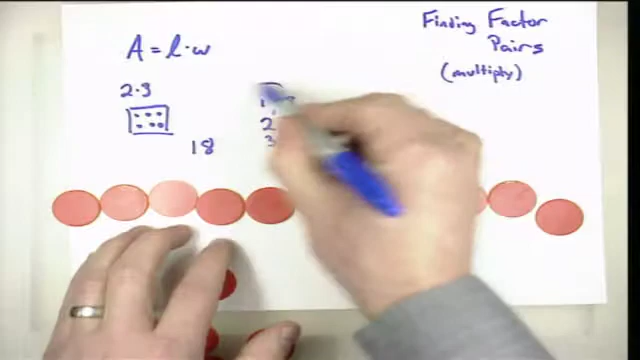 Finding Factor
Pairs
(multiply)
A = l·w
2·3
18
1
2
3